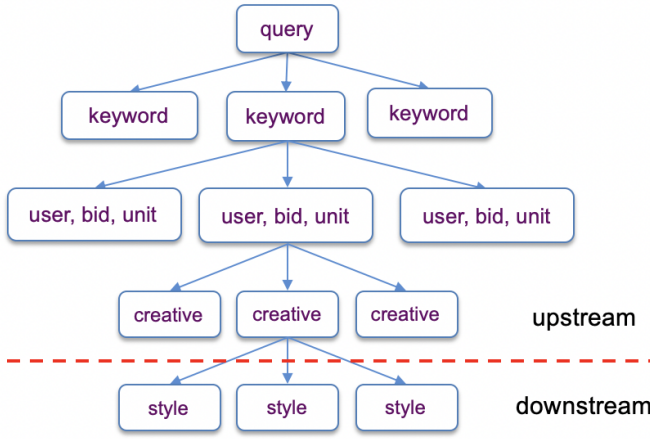 query
keyword
keyword
keyword
user, bid, unit
user, bid, unit
user, bid, unit
creative
creative
creative
upstream
style
style
style
downstream